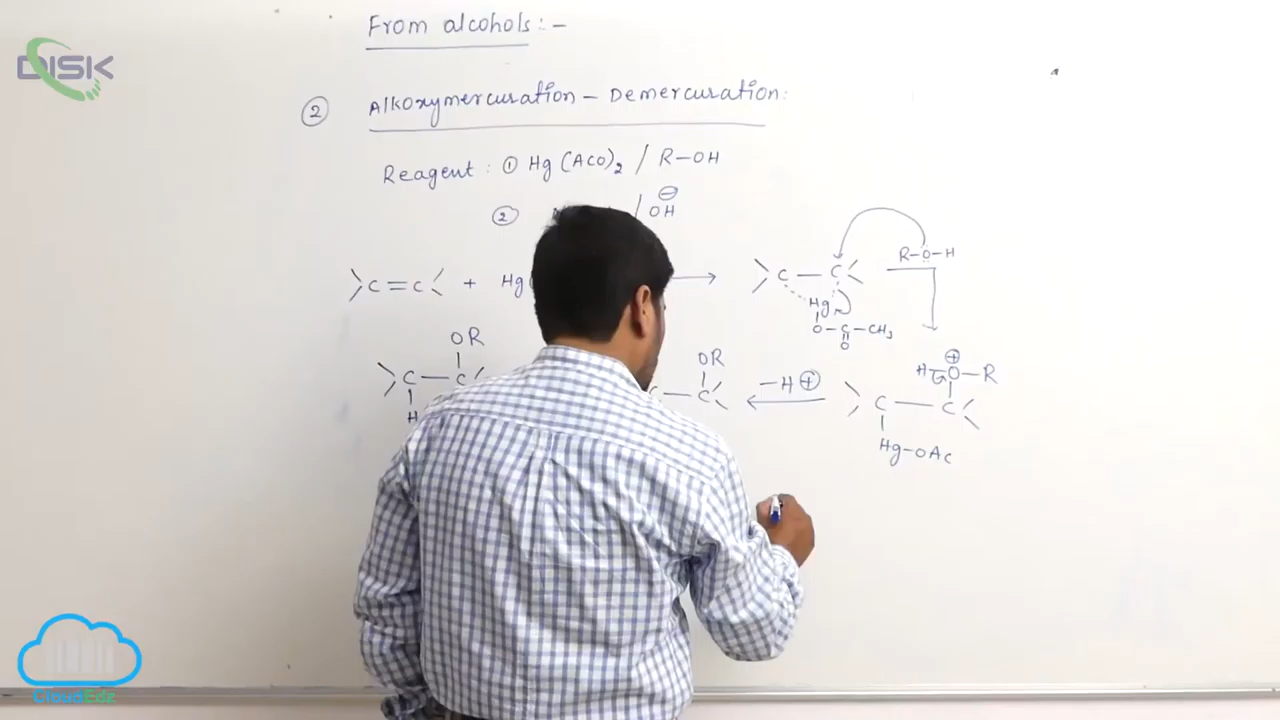 DISK
From alcohols:-
② Alkoxymercuration - Demercuration:
Reagent: ① Hg (AcO)₂ / R-OH
② / OH⊖
C=C + Hg
C-C
R-O-H
Hg
O-C-CH₃
O
OR
C-C
H
OR
C-C
-H⊕
⊕
H-O-R
C-C
Hg-OAc
CloudEdz